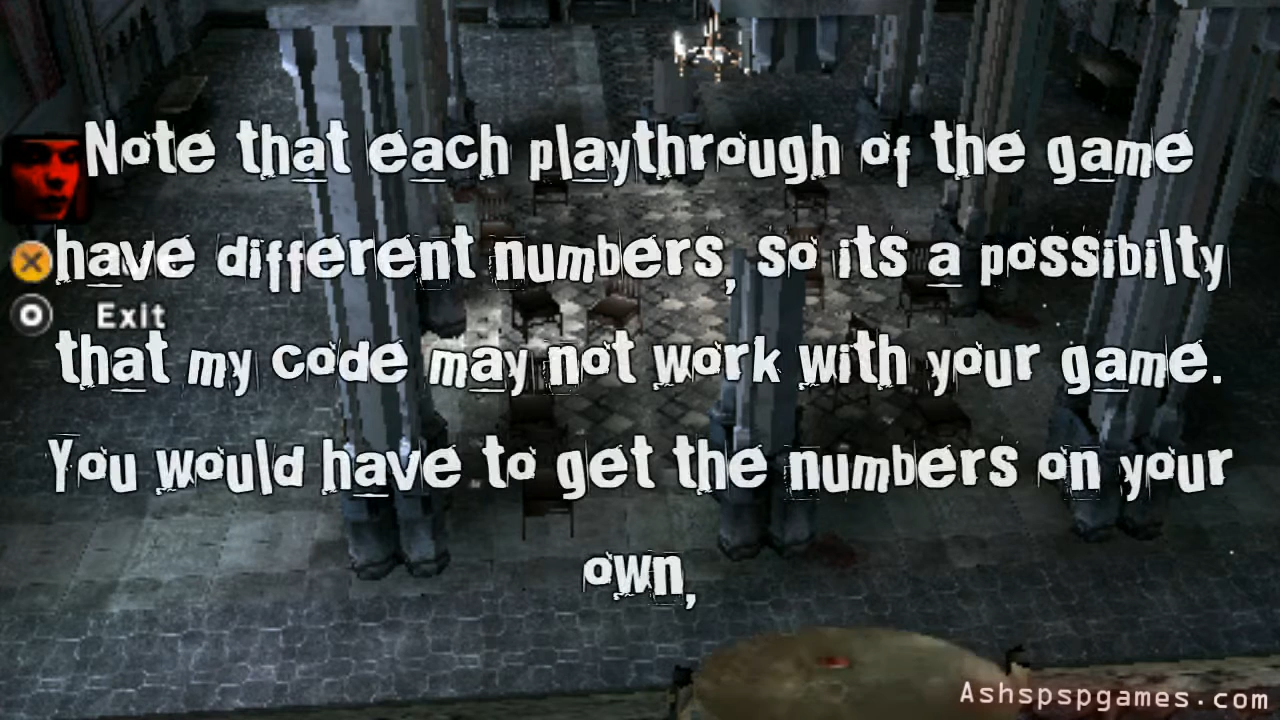 Note that each playthrough of the game
have different numbers, so its a possibilty
Exit
that my code may not work with your game.
You would have to get the numbers on your
own,
Ashspspgames.com